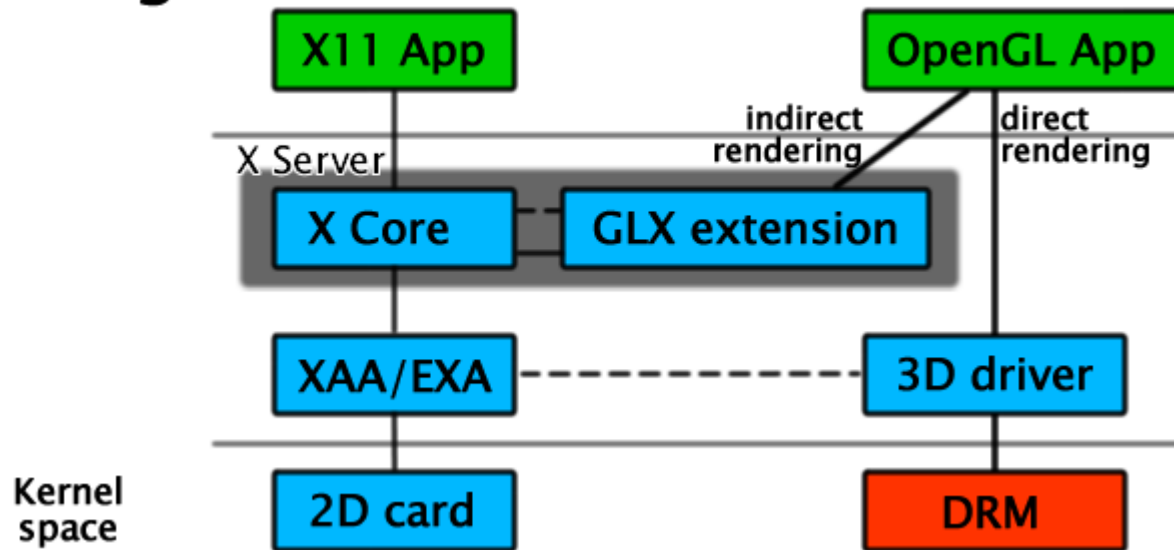 X11 App
OpenGL App
indirect
rendering
direct
rendering
X Server
X Core
GLX extension
XAA/EXA
3D driver
Kernel
space
2D card
DRM